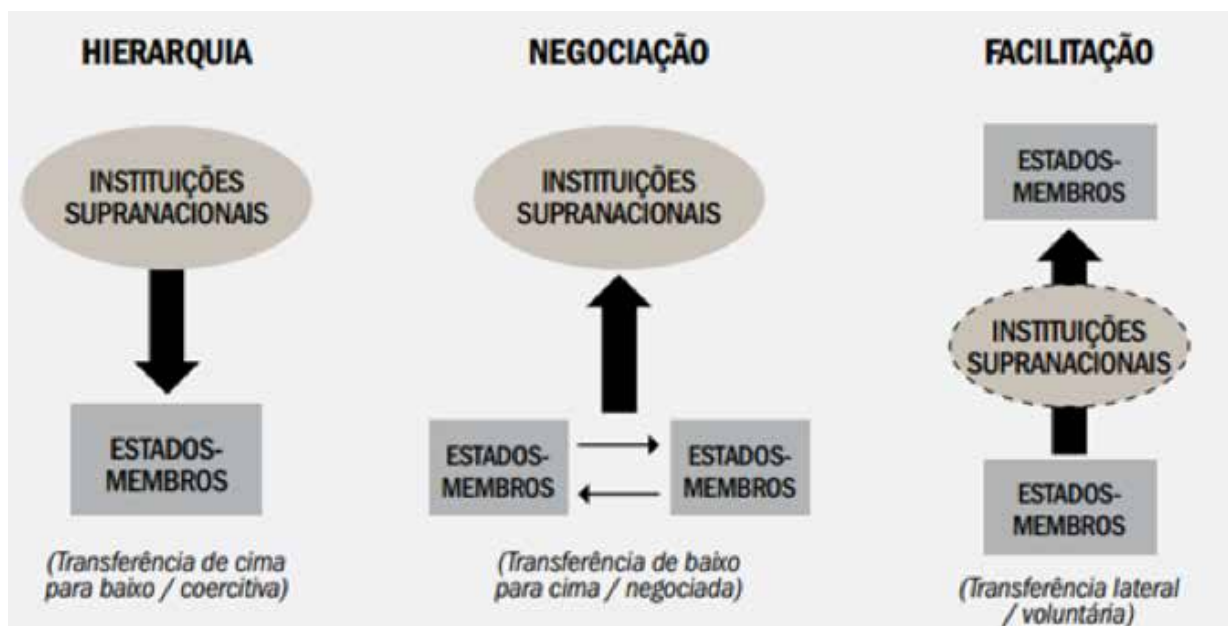 HIERARQUIA
INSTITUIÇÕES
SUPRANACIONAIS
ESTADOS-
MEMBROS
(Transferência de cima
para baixo / coercitiva)
NEGOCIAÇÃO
INSTITUIÇÕES
SUPRANACIONAIS
ESTADOS-
MEMBROS
ESTADOS-
MEMBROS
(Transferência de baixo
para cima / negociada)
FACILITAÇÃO
ESTADOS-
MEMBROS
INSTITUIÇÕES
SUPRANACIONAIS
ESTADOS-
MEMBROS
(Transferência lateral
/ voluntária)